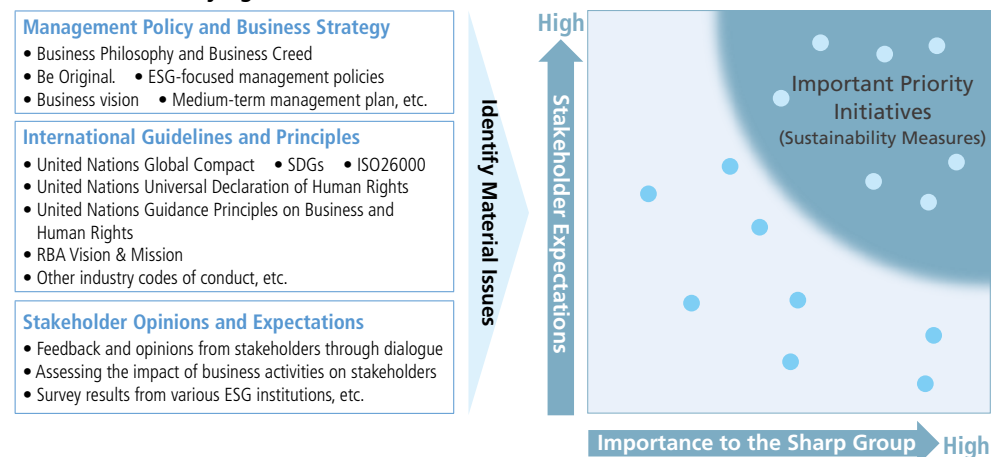 Management Policy and Business Strategy
• Business Philosophy and Business Creed
• Be Original. • ESG-focused management policies
• Business vision • Medium-term management plan, etc.
International Guidelines and Principles
• United Nations Global Compact • SDGs • ISO26000
• United Nations Universal Declaration of Human Rights
• United Nations Guidance Principles on Business and
Human Rights
• RBA Vision & Mission
• Other industry codes of conduct, etc.
Stakeholder Opinions and Expectations
• Feedback and opinions from stakeholders through dialogue
• Assessing the impact of business activities on stakeholders
• Survey results from various ESG institutions, etc.
Identify Material Issues
High
Stakeholder Expectations
Important Priority
Initiatives
(Sustainability Measures)
Importance to the Sharp Group
High